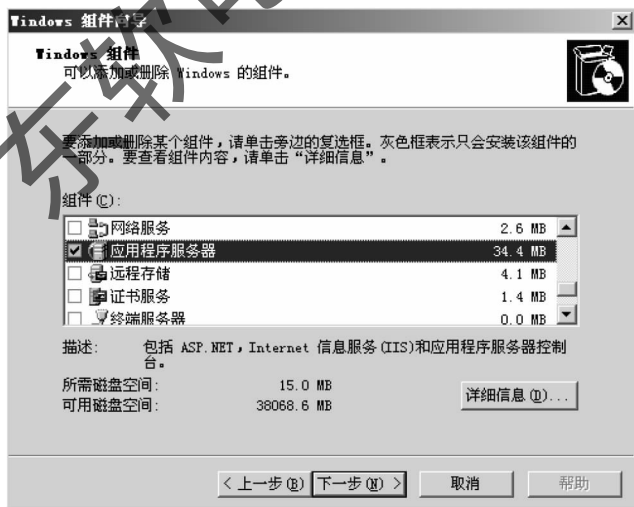 Windows 组件向导
Windows 组件
可以添加或删除 Windows 的组件。
要添加或删除某个组件，请单击旁边的复选框。灰色框表示只会安装该组件的
一部分。要查看组件内容，请单击“详细信息”。
组件(C):
网络服务 2.6 MB
应用程序服务器 34.4 MB
远程存储 4.1 MB
证书服务 1.4 MB
终端服务器 0.0 MB
描述: 包括 ASP.NET，Internet 信息服务(IIS)和应用程序服务器控制
台。
所需磁盘空间: 15.0 MB
可用磁盘空间: 38068.6 MB
详细信息(D)...
< 上一步(B) 下一步(N) > 取消 帮助
东软